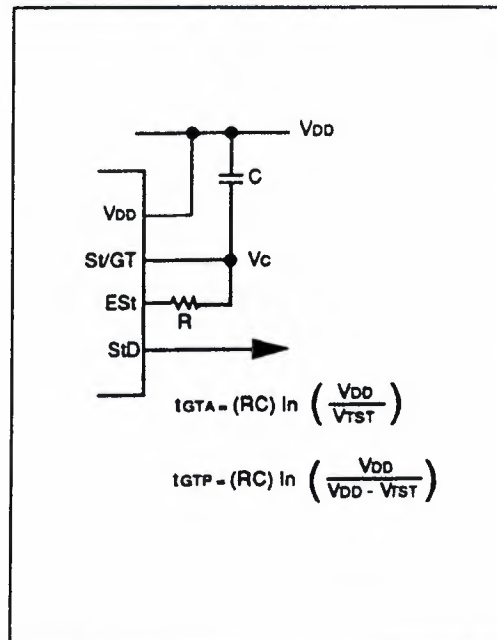 VDD
C
VDD
St/GT
Vc
ESt
R
StD
tGTA = (RC) ln ( VDD / VTST )
tGTP = (RC) ln ( VDD / VDD - VTST )